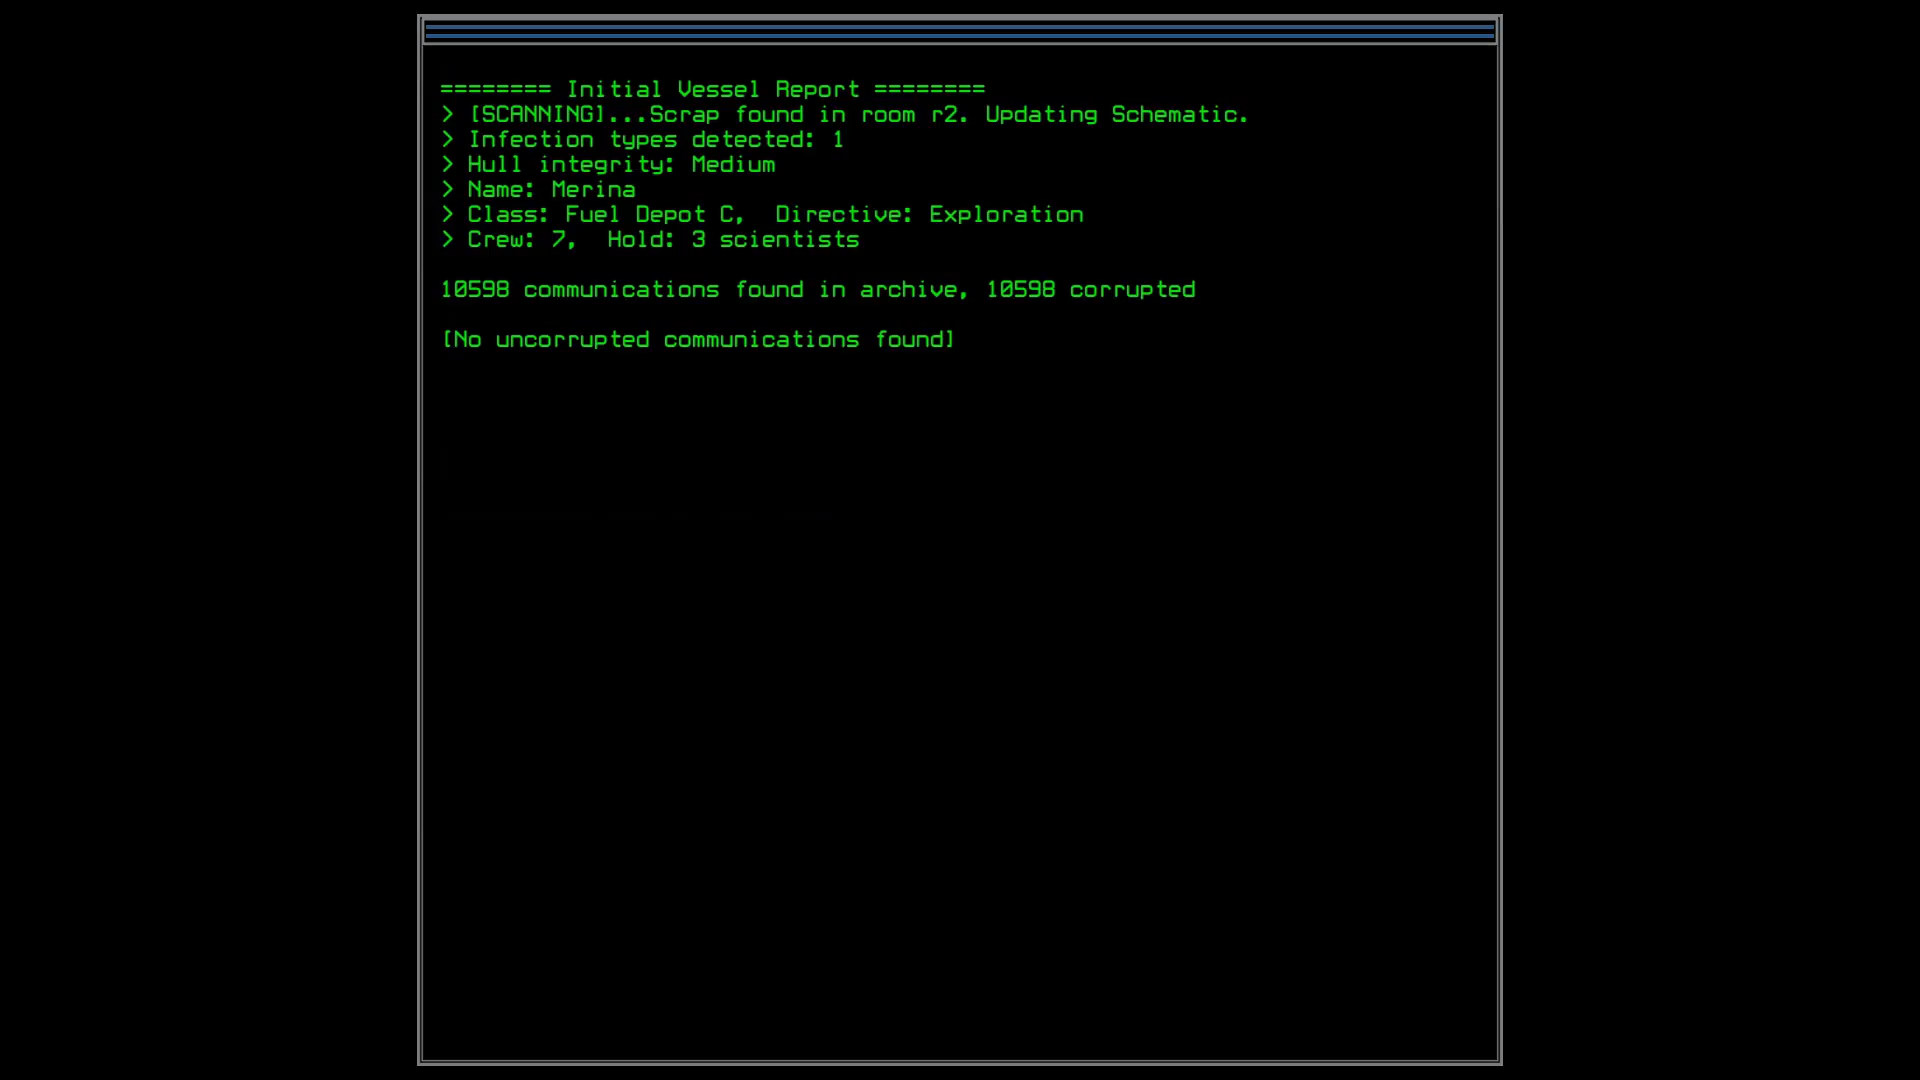 ======== Initial Vessel Report ========
> [SCANNING]...Scrap found in room r2. Updating Schematic.
> Infection types detected: 1
> Hull integrity: Medium
> Name: Merina
> Class: Fuel Depot C,  Directive: Exploration
> Crew: 7,  Hold: 3 scientists
10598 communications found in archive, 10598 corrupted
[No uncorrupted communications found]